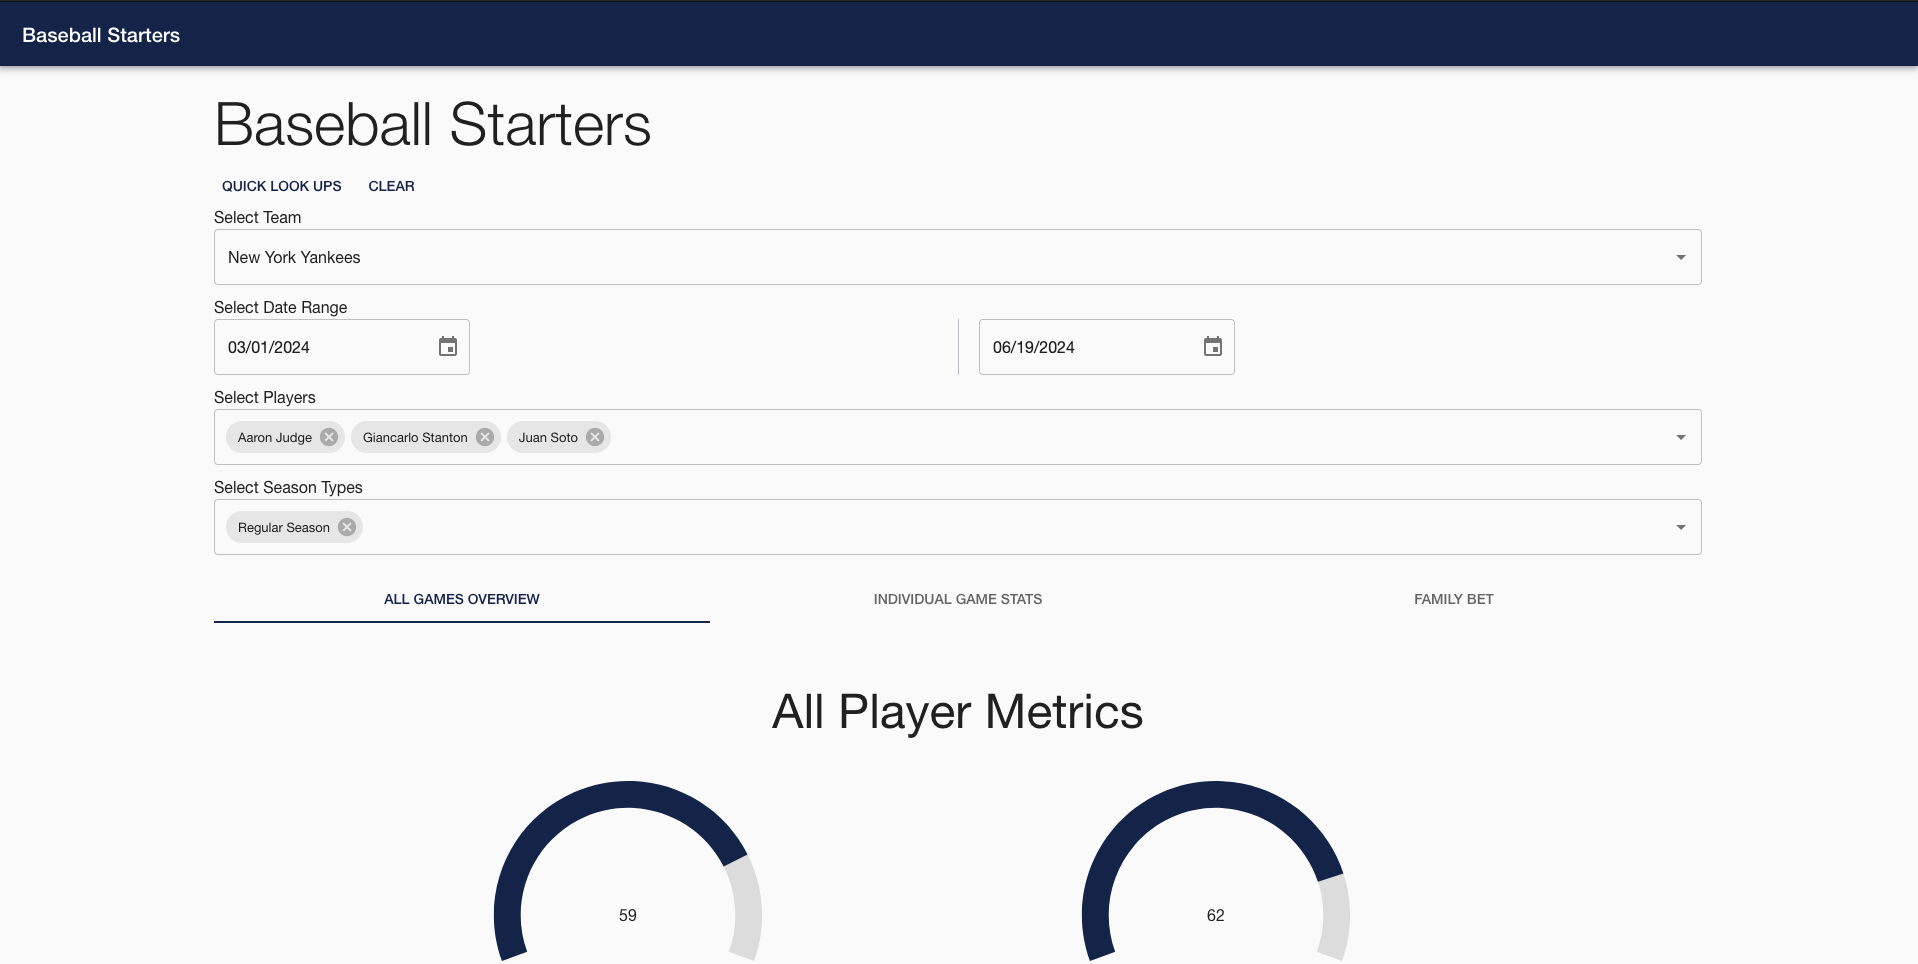 Baseball Starters
Baseball Starters
QUICK LOOK UPS CLEAR
Select Team
New York Yankees
Select Date Range
03/01/2024 06/19/2024
Select Players
Aaron Judge Giancarlo Stanton Juan Soto
Select Season Types
Regular Season
ALL GAMES OVERVIEW INDIVIDUAL GAME STATS FAMILY BET
All Player Metrics
59 62